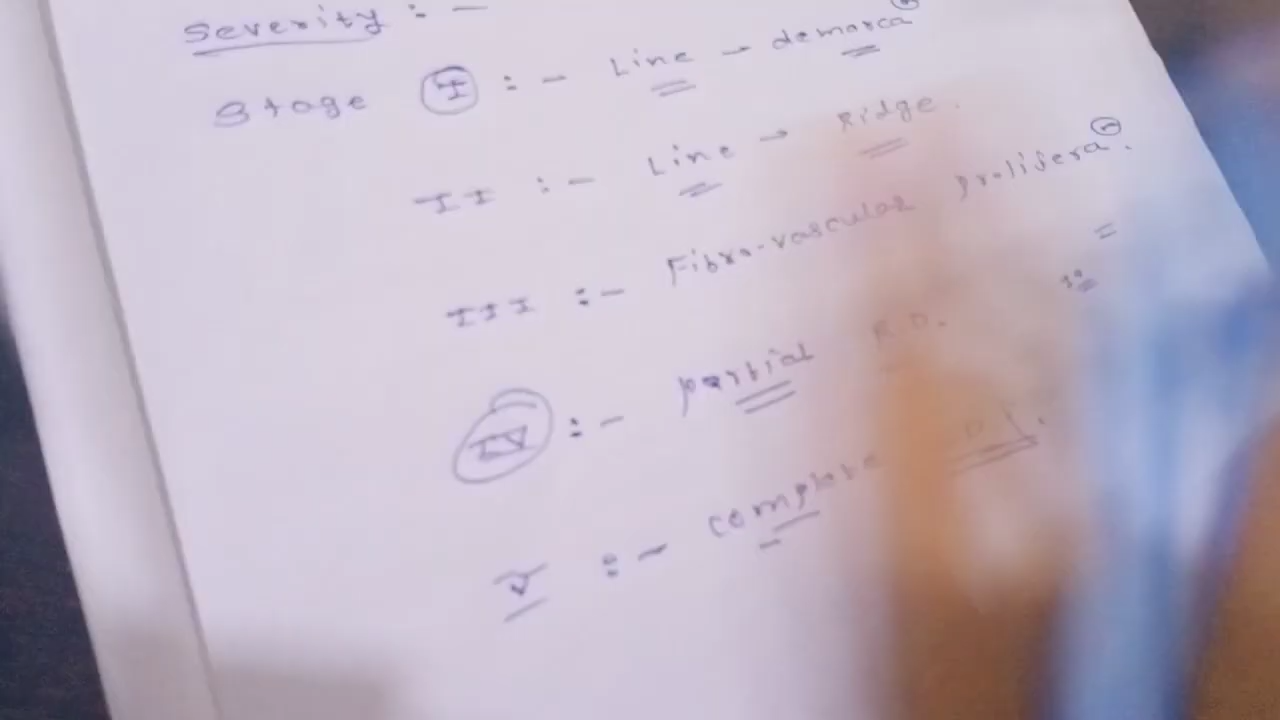 Severity : -
Stage I : - Line - demarca
II : - Line → Ridge.
III : - Fibro-vascular prolifera.
IV : - partial R.D.
V : - complete